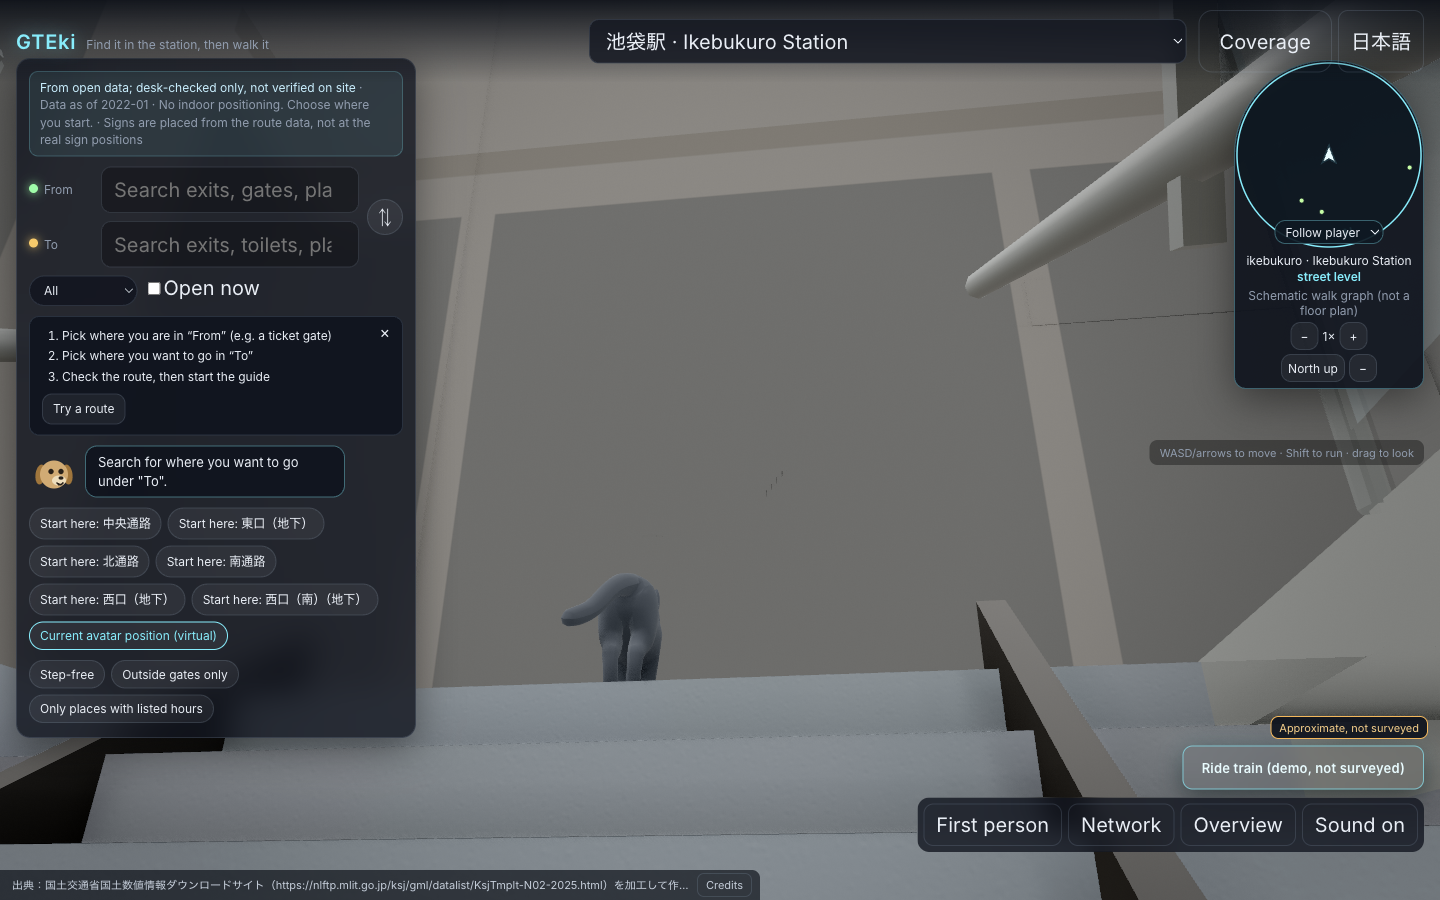 GTEki Find it in the station, then walk it
池袋駅 · Ikebukuro Station
Coverage
日本語
From open data; desk-checked only, not verified on site ·
Data as of 2022-01 · No indoor positioning. Choose where
you start. · Signs are placed from the route data, not at the
real sign positions
From
Search exits, gates, pla
To
Search exits, toilets, pla
All
Open now
1. Pick where you are in “From” (e.g. a ticket gate)
2. Pick where you want to go in “To”
3. Check the route, then start the guide
Try a route
Search for where you want to go
under "To".
Start here: 中央通路
Start here: 東口（地下）
Start here: 北通路
Start here: 南通路
Start here: 西口（地下）
Start here: 西口（南）（地下）
Current avatar position (virtual)
Step-free
Outside gates only
Only places with listed hours
Follow player
ikebukuro · Ikebukuro Station
street level
Schematic walk graph (not a
floor plan)
− 1× +
North up −
WASD/arrows to move · Shift to run · drag to look
Approximate, not surveyed
Ride train (demo, not surveyed)
First person
Network
Overview
Sound on
出典：国土交通省国土数値情報ダウンロードサイト（https://nlftp.mlit.go.jp/ksj/gml/datalist/KsjTmplt-N02-2025.html）を加工して作…
Credits